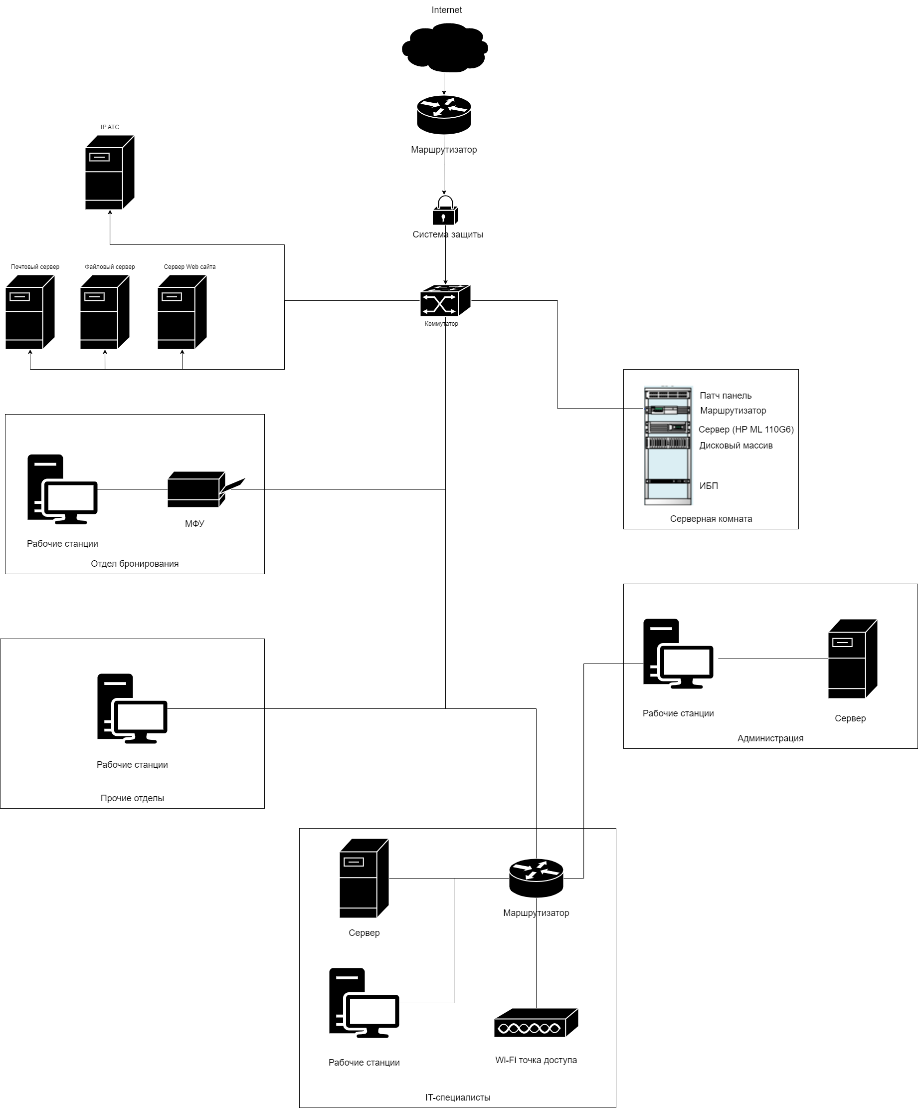 Internet
Маршрутизатор
IP АТС
Система защиты
Почтовый сервер
Файловый сервер
Сервер Web сайта
Коммутатор
Патч панель
Маршрутизатор
Сервер (HP ML 110G6)
Дисковый массив
ИБП
Серверная комната
МФУ
Рабочие станции
Отдел бронирования
Рабочие станции
Сервер
Администрация
Рабочие станции
Прочие отделы
Маршрутизатор
Сервер
Wi-Fi точка доступа
Рабочие станции
IT-специалисты